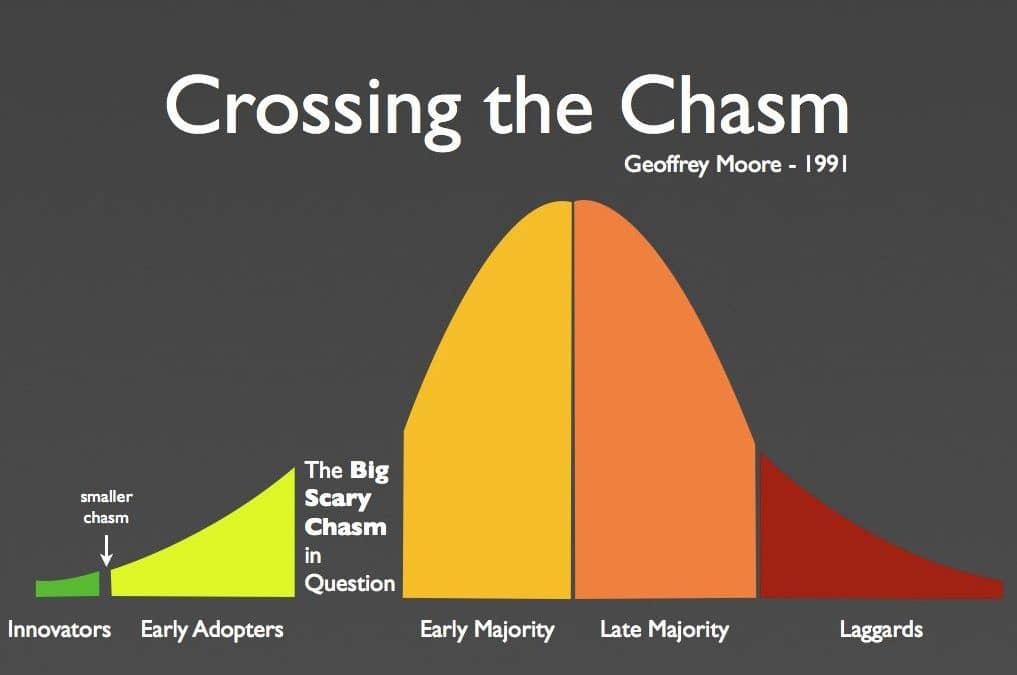 Crossing the Chasm
Geoffrey Moore - 1991
The Big
Scary
Chasm
in
Question
smaller
chasm
Innovators
Early Adopters
Early Majority
Late Majority
Laggards